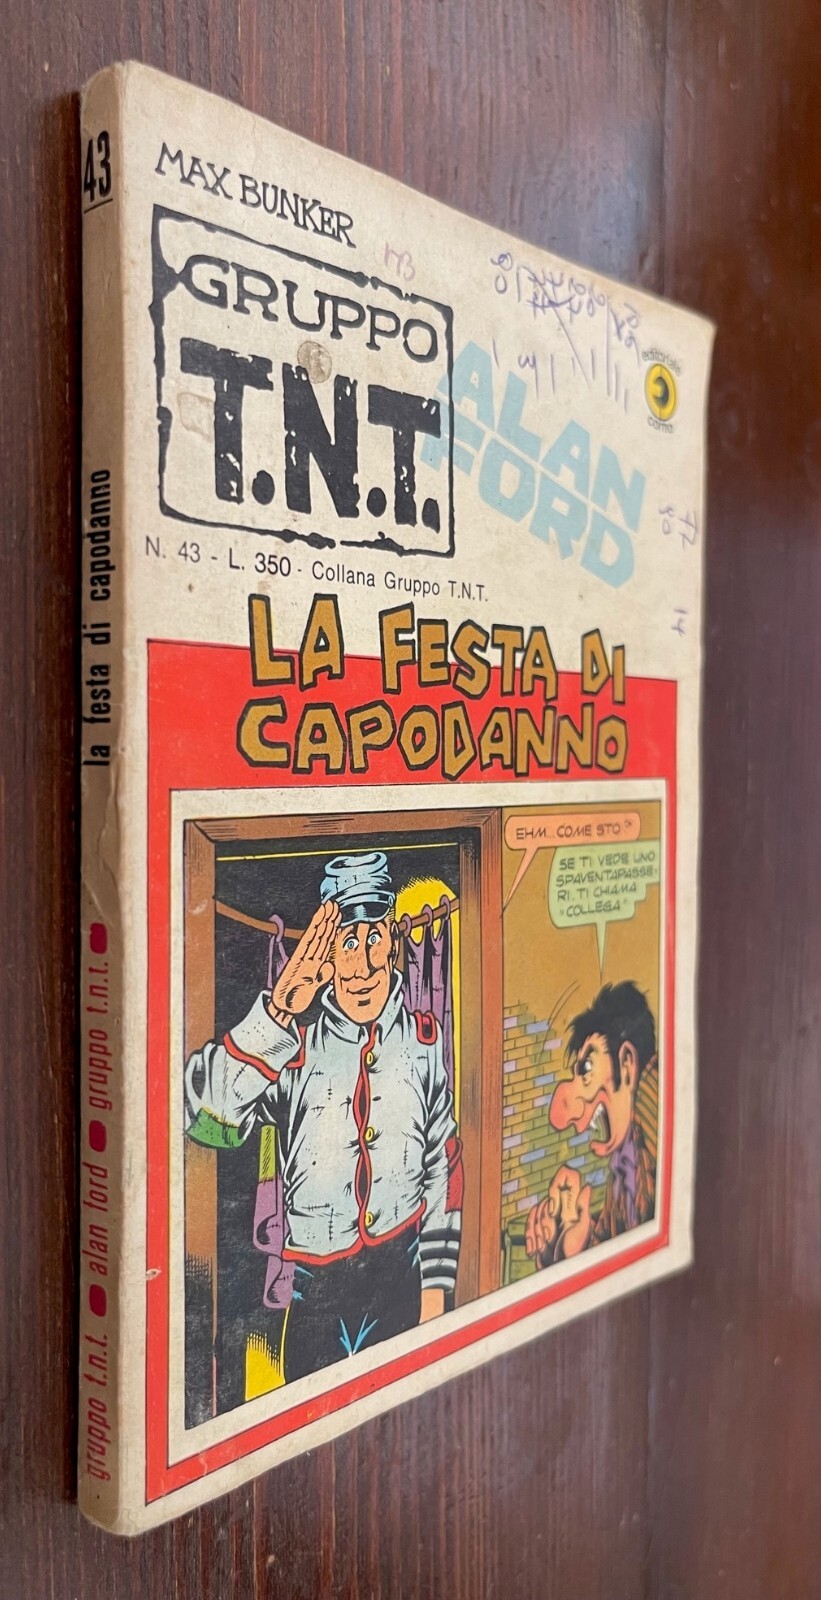 43
la festa di capodanno
gruppo t.n.t. alan ford gruppo t.n.t.
MAX BUNKER
GRUPPO
T.N.T.
ALAN
FORD
editoriale
corno
N. 43 - L. 350 - Collana Gruppo T.N.T.
LA FESTA DI
CAPODANNO
EHM... COME STO?
SE TI VEDE UNO
SPAVENTAPASSE-
RI, TI CHIAMA
"COLLEGA"
14